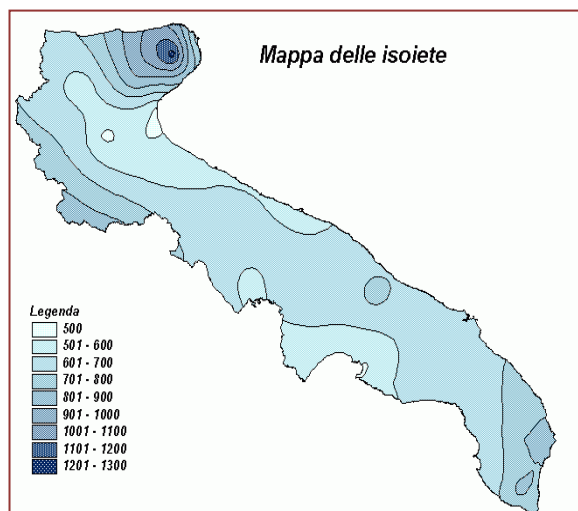 Mappa delle isoiete
Legenda
500
501 - 600
601 - 700
701 - 800
801 - 900
901 - 1000
1001 - 1100
1101 - 1200
1201 - 1300